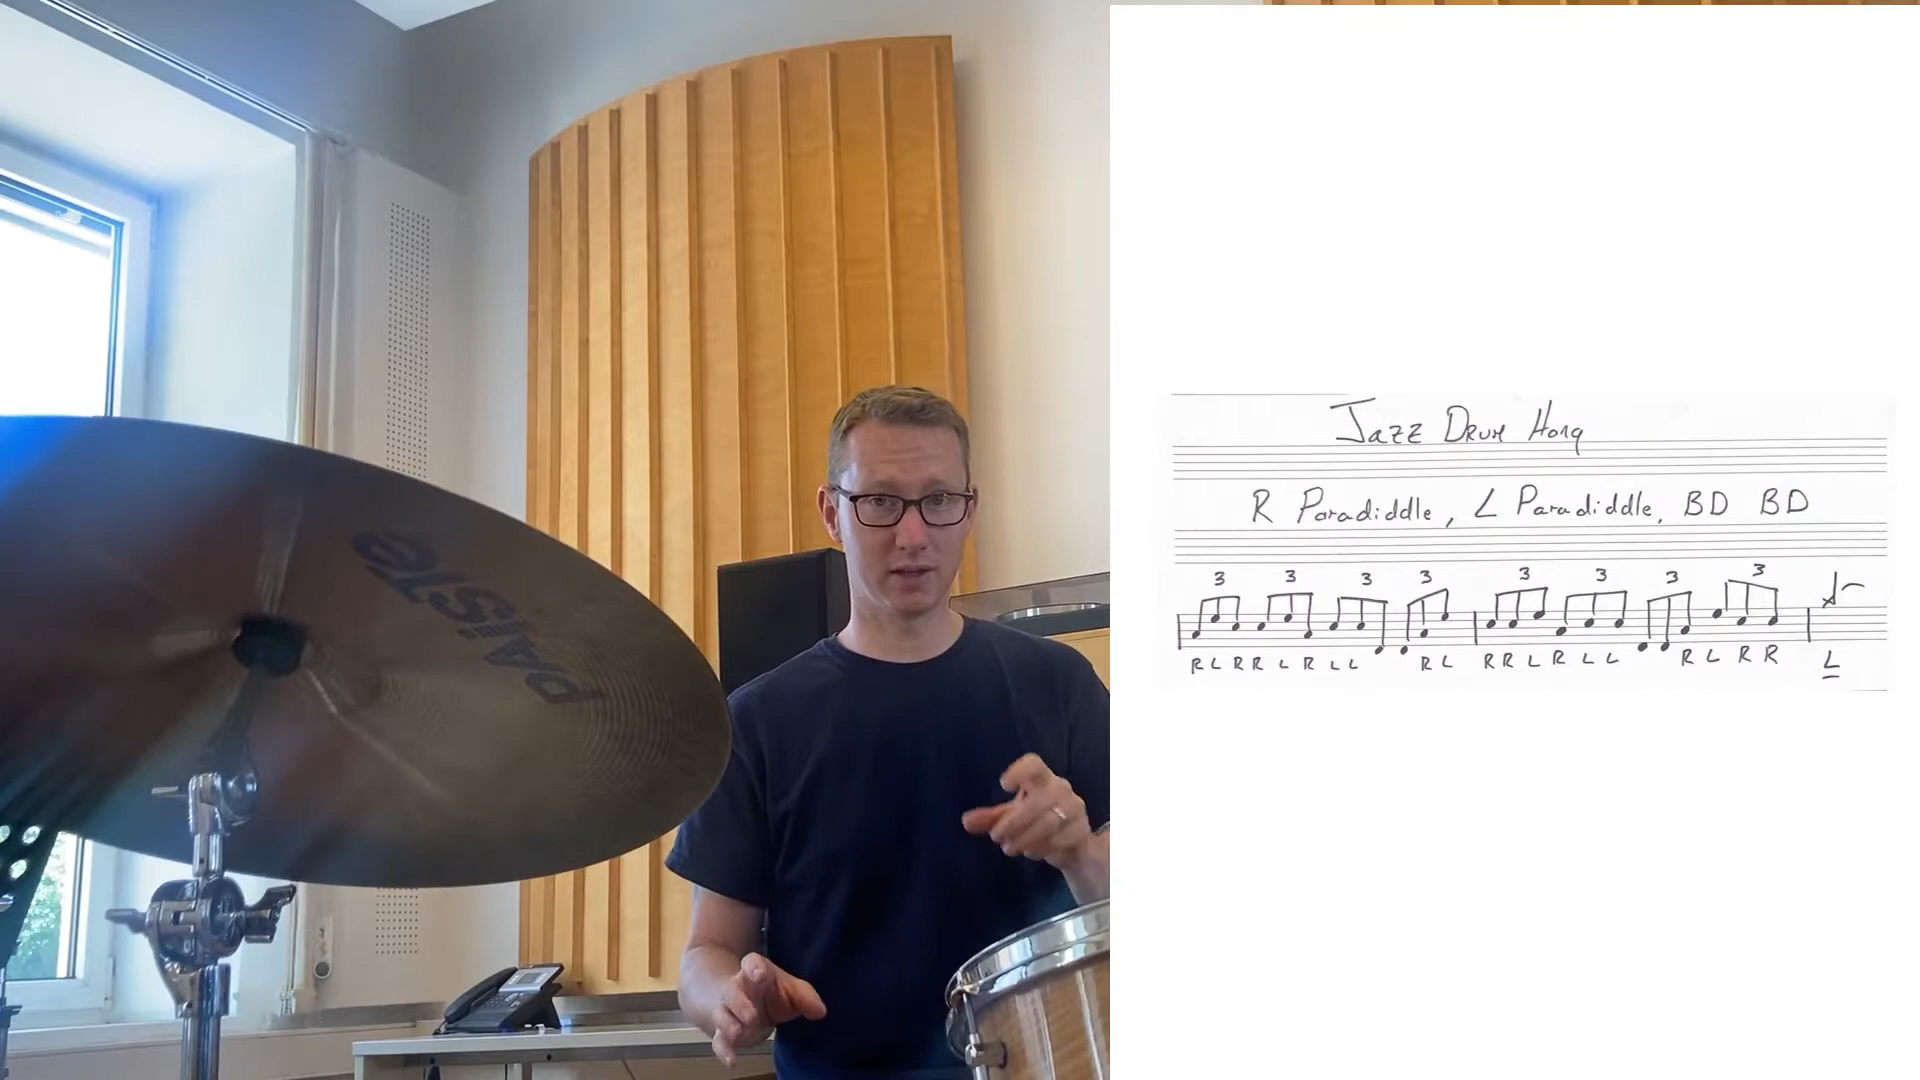 PAISTE
Jazz Drum Hang
R Paradiddle, L Paradiddle, BD BD
3 3 3 3 3 3 3 3
R L R R L R L L R L R R L R L L R L R R L